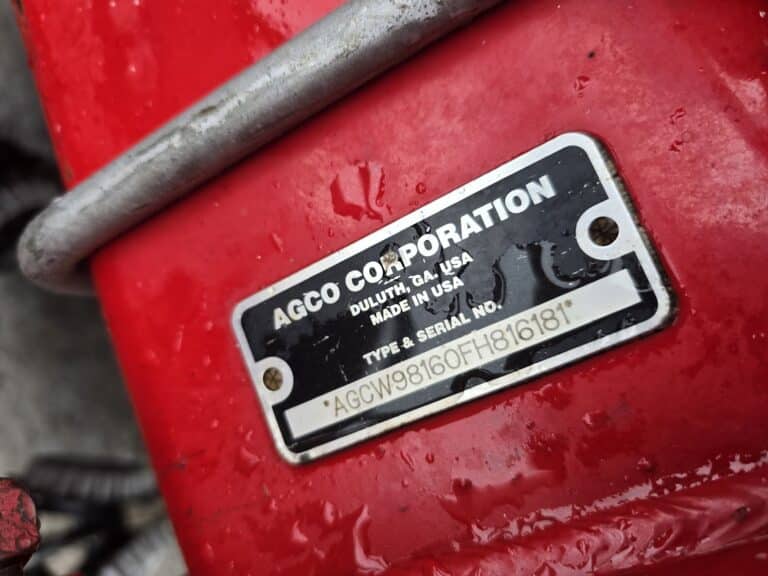 AGCO CORPORATION
DULUTH, GA. USA
MADE IN USA
TYPE & SERIAL NO.
*AGCW98160FH816181*